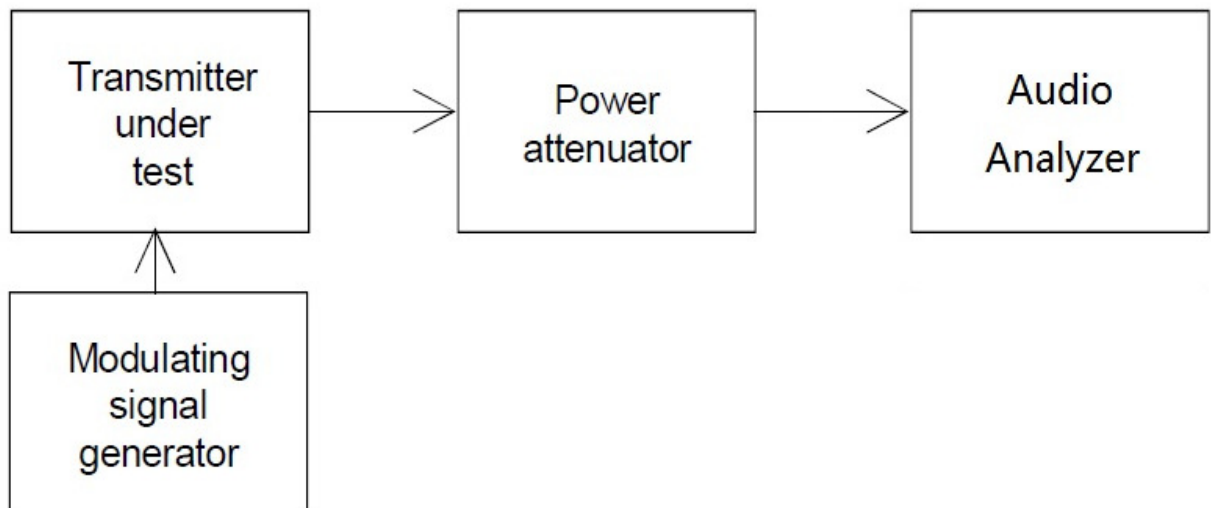 Transmitter
under
test
Power
attenuator
Audio
Analyzer
Modulating
signal
generator